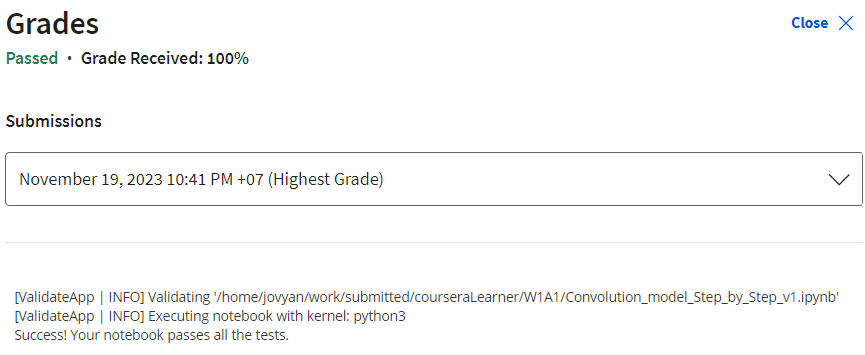 Grades
Close
Passed • Grade Received: 100%
Submissions
November 19, 2023 10:41 PM +07 (Highest Grade)
[ValidateApp | INFO] Validating '/home/jovyan/work/submitted/courseraLearner/W1A1/Convolution_model_Step_by_Step_v1.ipynb'
[ValidateApp | INFO] Executing notebook with kernel: python3
Success! Your notebook passes all the tests.